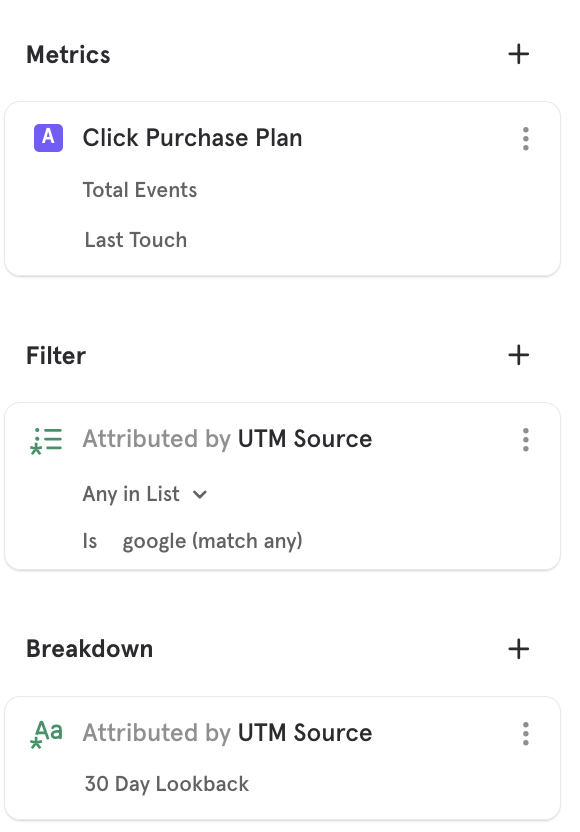 Metrics
A Click Purchase Plan
Total Events
Last Touch
Filter
Attributed by UTM Source
Any in List
Is google (match any)
Breakdown
Aa Attributed by UTM Source
30 Day Lookback